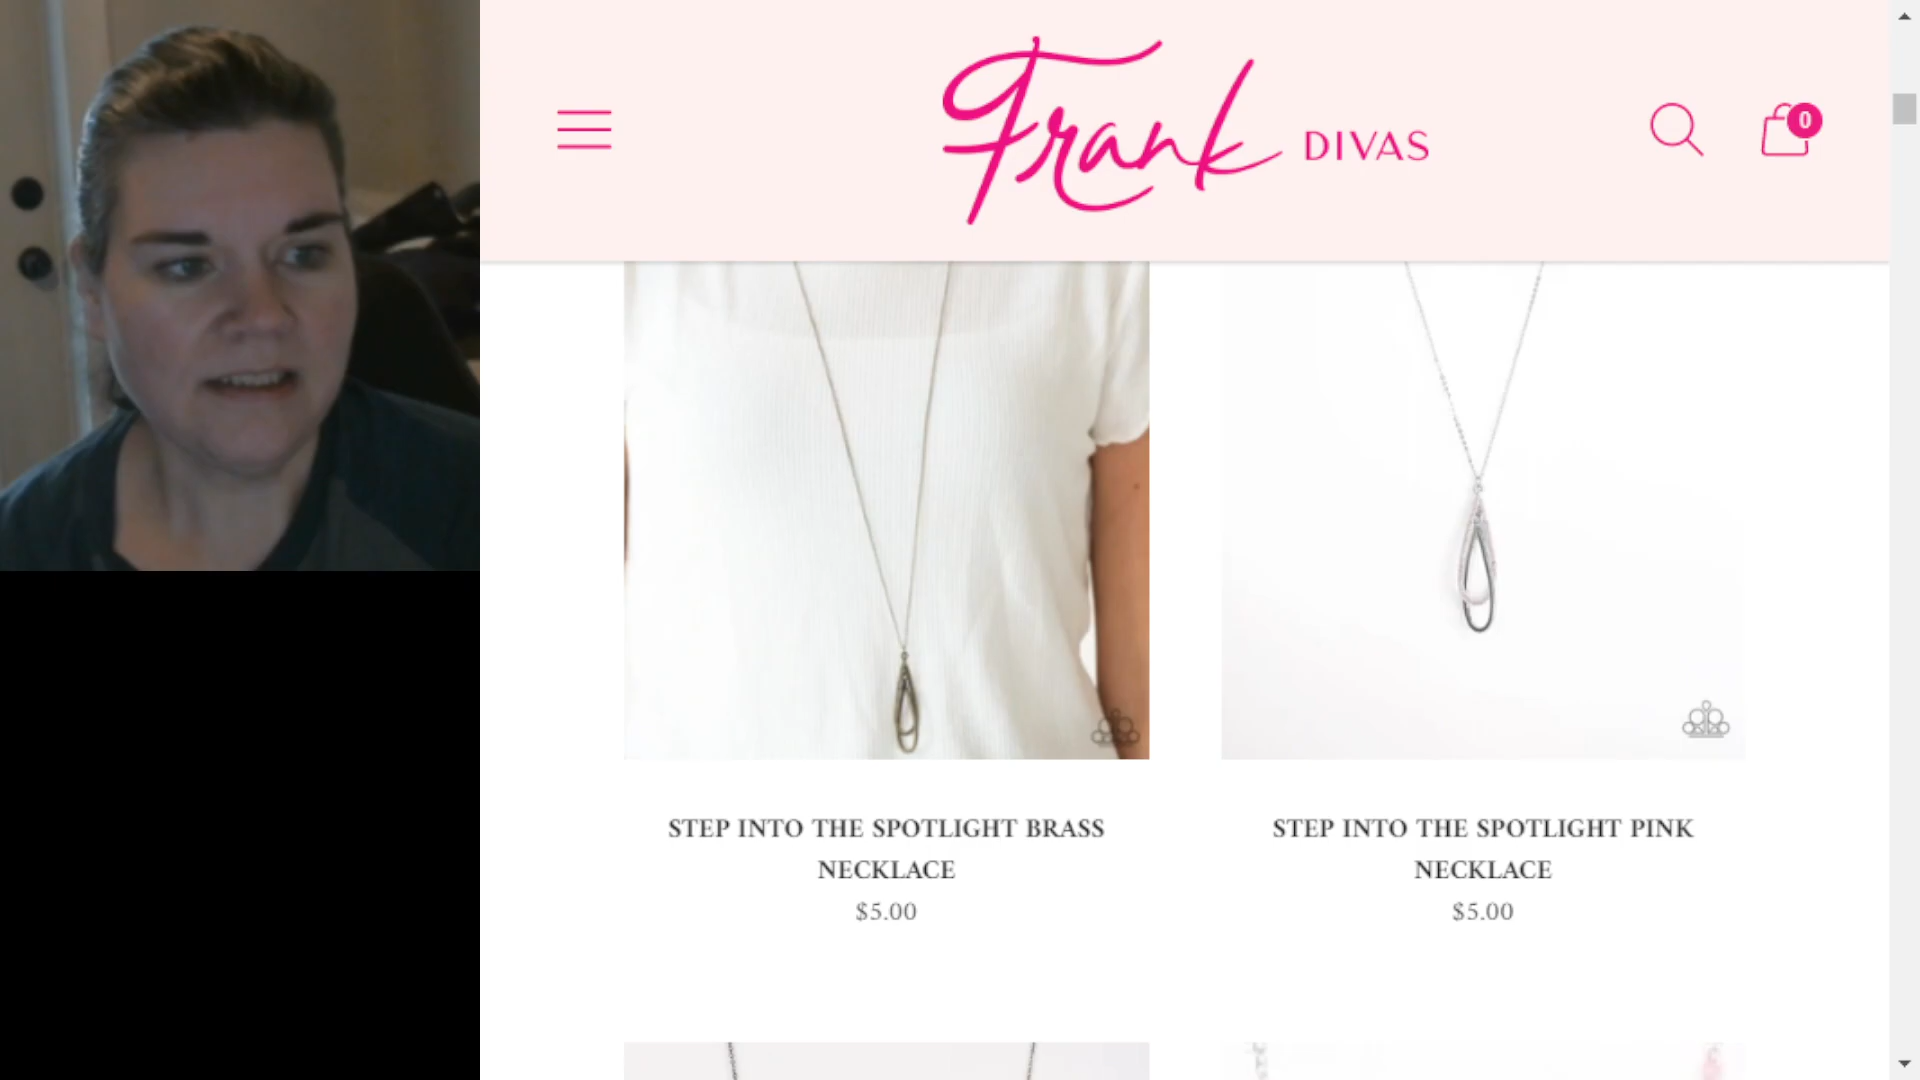 Frank DIVAS
0
STEP INTO THE SPOTLIGHT BRASS
NECKLACE
$5.00
STEP INTO THE SPOTLIGHT PINK
NECKLACE
$5.00